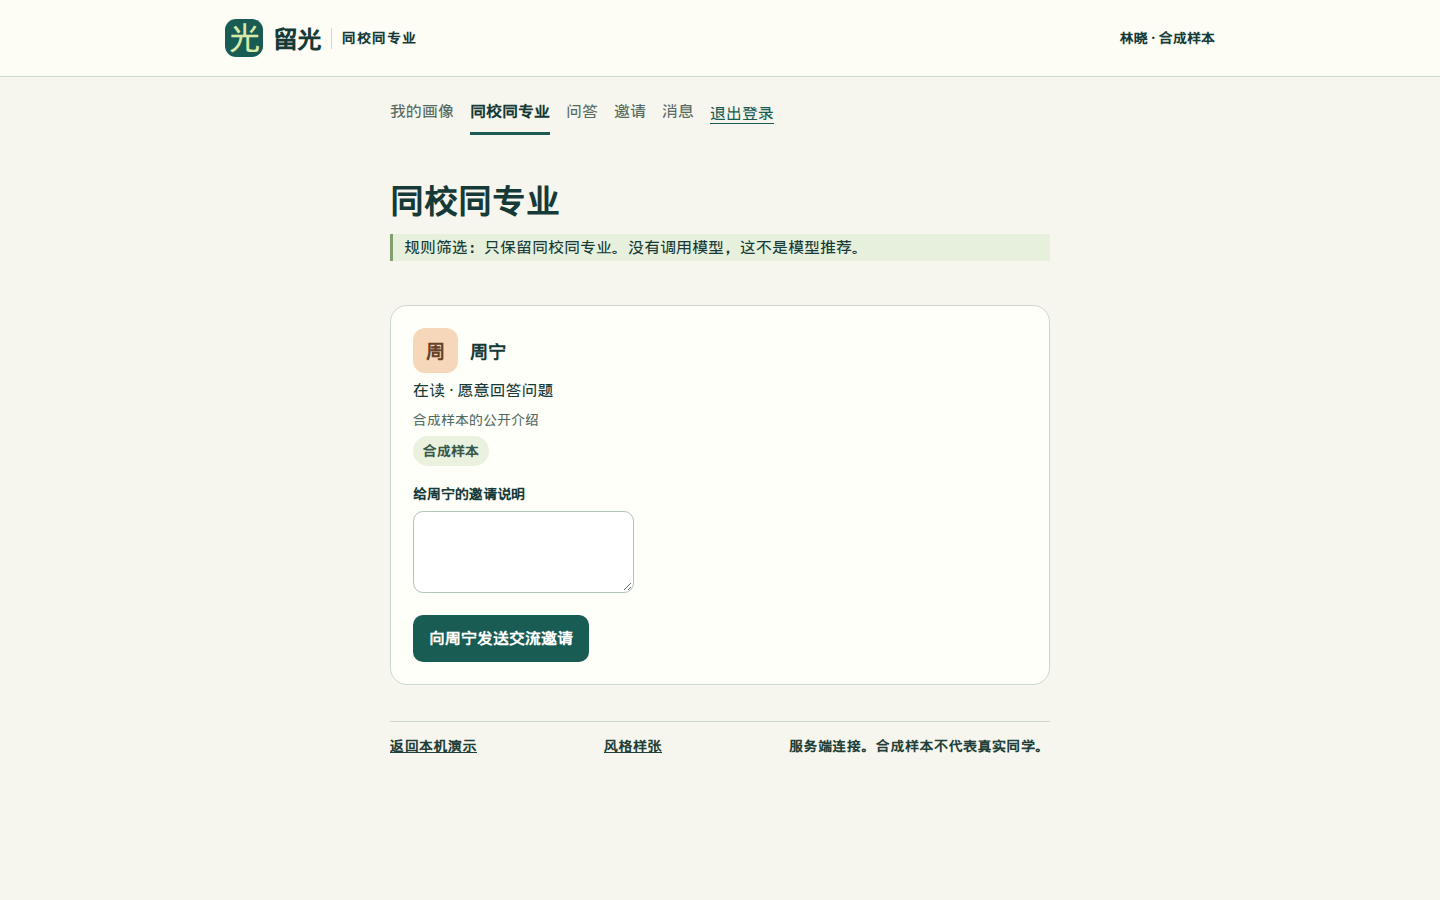 光 留光 同校同专业 林晓 · 合成样本
我的画像 同校同专业 问答 邀请 消息 退出登录
同校同专业
规则筛选：只保留同校同专业。没有调用模型，这不是模型推荐。
周 周宁
在读 · 愿意回答问题
合成样本的公开介绍
合成样本
给周宁的邀请说明
向周宁发送交流邀请
返回本机演示 风格样张 服务端连接。合成样本不代表真实同学。